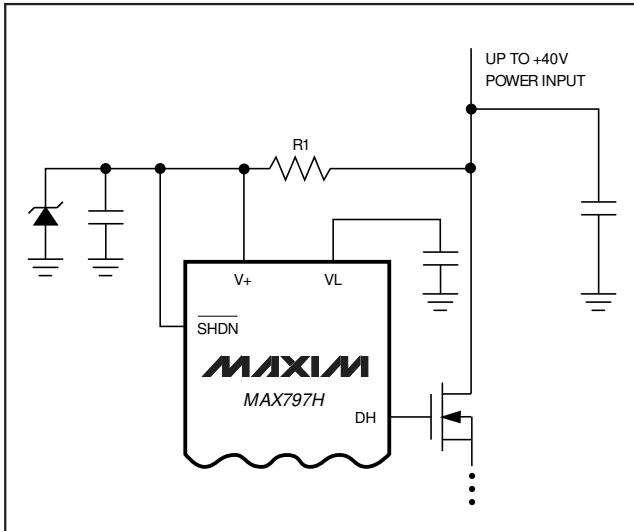 UP TO +40V
POWER INPUT
R1
V+
VL
SHDN
MAXIM
MAX797H
DH